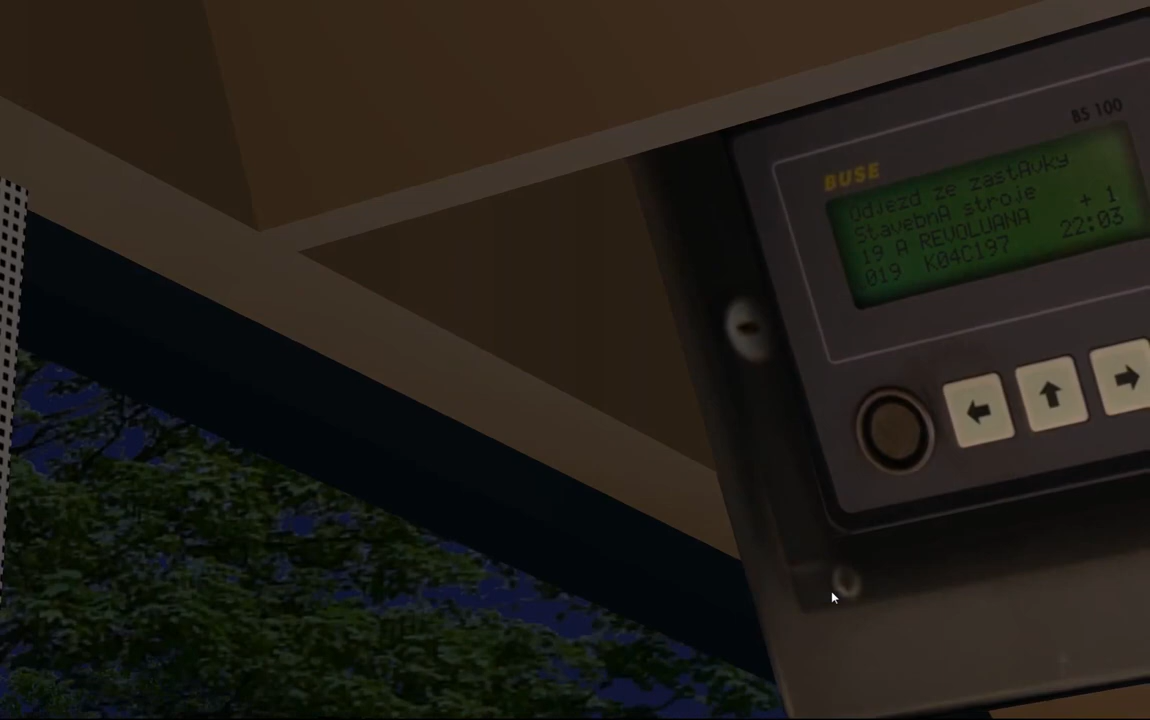 BS 100
BUSE
Odjezd ze zastAvky
StavebnA stroje
19 A REVOLUANA + 1
019 K04C197 22:03